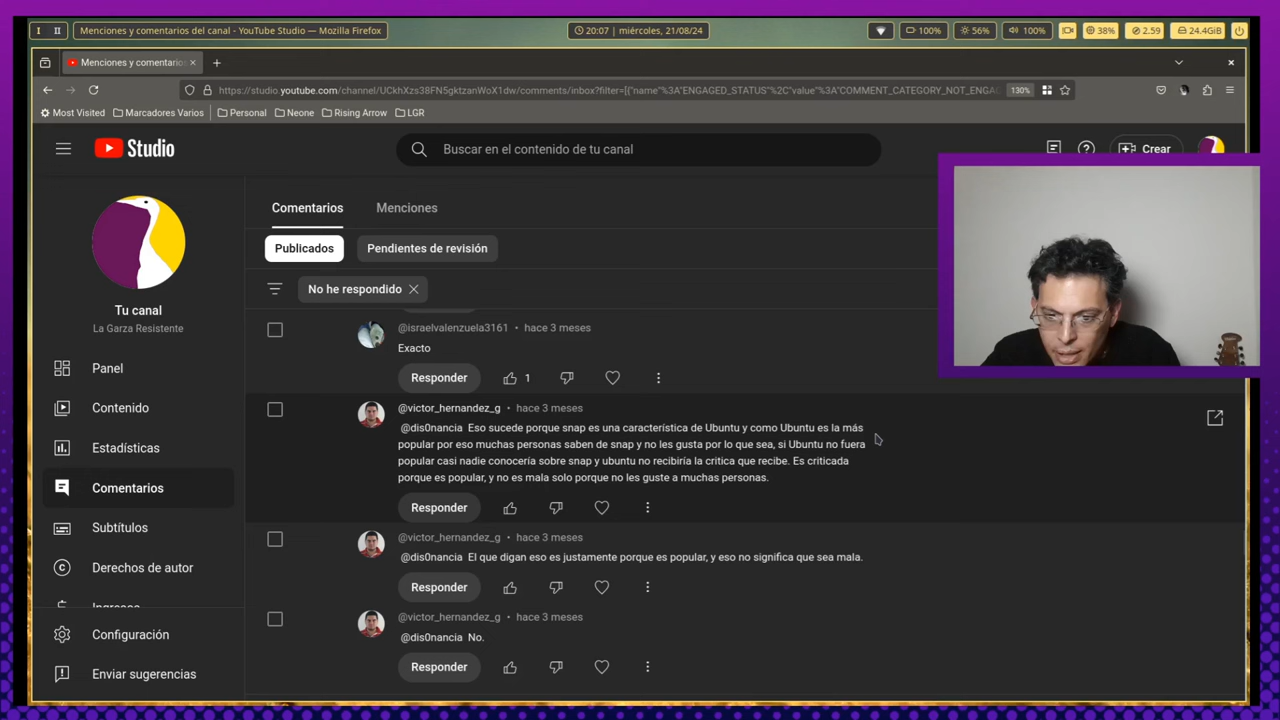 I II
Menciones y comentarios del canal - YouTube Studio — Mozilla Firefox
20:07 | miércoles, 21/08/24
100%
56%
100%
38%
2.59
24.4GiB
Menciones y comentarios
https://studio.youtube.com/channel/UCkhXzs38FN5gktzanWoX1dw/comments/inbox?filter=[{"name"%3A"ENGAGED_STATUS"%2C"value"%3A"COMMENT_CATEGORY_NOT_ENGA
130%
Most Visited
Marcadores Varios
Personal
Neone
Rising Arrow
LGR
Studio
Buscar en el contenido de tu canal
Crear
Comentarios
Menciones
Publicados
Pendientes de revisión
No he respondido
Tu canal
La Garza Resistente
Panel
Contenido
Estadísticas
Comentarios
Subtítulos
Derechos de autor
Ingresos
Configuración
Enviar sugerencias
@israelvalenzuela3161 • hace 3 meses
Exacto
Responder
1
@victor_hernandez_g • hace 3 meses
@dis0nancia Eso sucede porque snap es una característica de Ubuntu y como Ubuntu es la más
popular por eso muchas personas saben de snap y no les gusta por lo que sea, si Ubuntu no fuera
popular casi nadie conocería sobre snap y ubuntu no recibiría la critica que recibe. Es criticada
porque es popular, y no es mala solo porque no les guste a muchas personas.
Responder
@victor_hernandez_g • hace 3 meses
@dis0nancia El que digan eso es justamente porque es popular, y eso no significa que sea mala.
Responder
@victor_hernandez_g • hace 3 meses
@dis0nancia No.
Responder